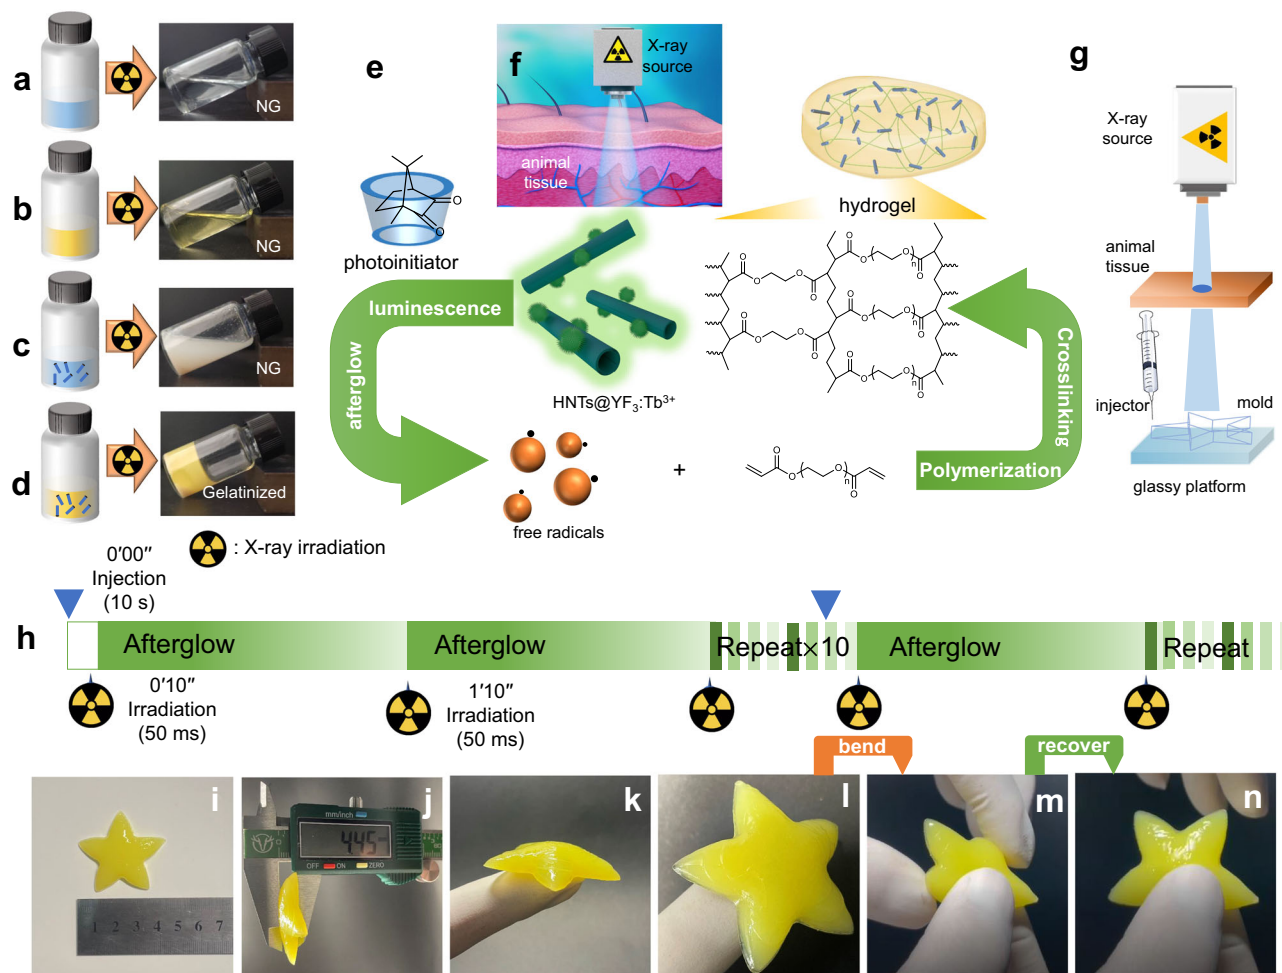 a
NG
b
NG
c
NG
d
Gelatinized
: X-ray irradiation
e
photoinitiator
O
O
luminescence
afterglow
f
X-ray
source
animal
tissue
HNTs@YF₃:Tb³⁺
free radicals
+
hydrogel
Polymerization
Crosslinking
g
X-ray
source
animal
tissue
injector
mold
glassy platform
h
0′00″
Injection
(10 s)
Afterglow
Afterglow
Repeat×10
Afterglow
Repeat
0′10″
Irradiation
(50 ms)
1′10″
Irradiation
(50 ms)
bend
recover
i
1 2 3 4 5 6 7
j
mm/inch
4.45
OFF ON ZERO
k
l
m
n